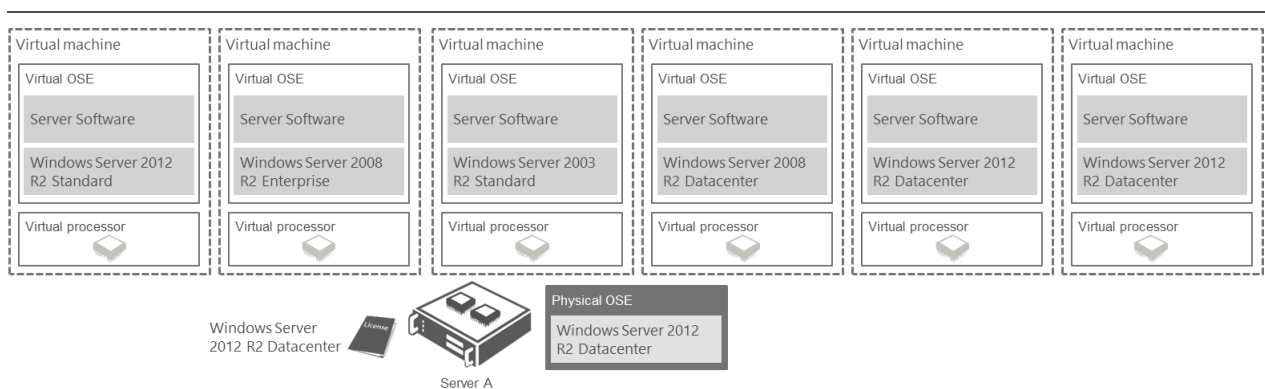 Virtual machine
Virtual OSE
Server Software
Windows Server 2012
R2 Standard
Virtual processor
Virtual machine
Virtual OSE
Server Software
Windows Server 2008
R2 Enterprise
Virtual processor
Virtual machine
Virtual OSE
Server Software
Windows Server 2003
R2 Standard
Virtual processor
Virtual machine
Virtual OSE
Server Software
Windows Server 2008
R2 Datacenter
Virtual processor
Virtual machine
Virtual OSE
Server Software
Windows Server 2012
R2 Datacenter
Virtual processor
Virtual machine
Virtual OSE
Server Software
Windows Server 2012
R2 Datacenter
Virtual processor
Windows Server
2012 R2 Datacenter
License
Server A
Physical OSE
Windows Server 2012
R2 Datacenter